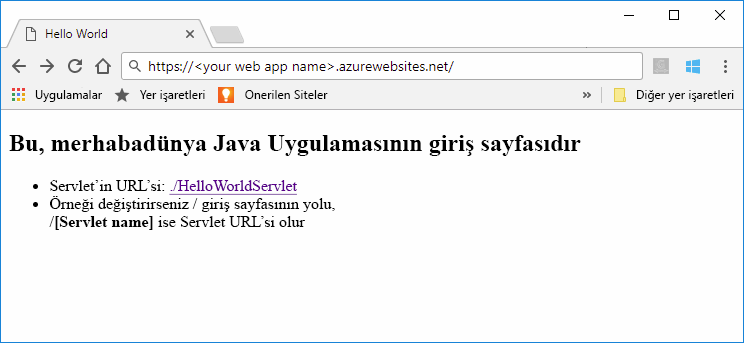 Hello World
https://<your web app name>.azurewebsites.net/
Uygulamalar Yer işaretleri Onerilen Siteler » Diğer yer işaretleri
Bu, merhabadünya Java Uygulamasının giriş sayfasıdır
• Servlet’in URL’si: ./HelloWorldServlet
• Örneği değiştirirseniz / giriş sayfasının yolu,
/[Servlet name] ise Servlet URL’si olur